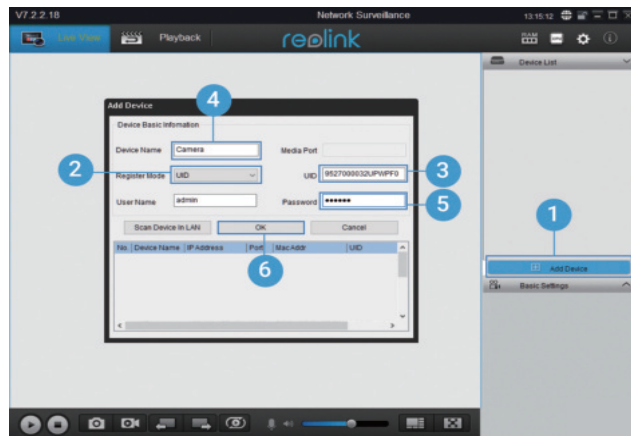 V7.2.2.18
Network Surveillance
13:15:12
Live View
Playback
reolink
RAM
Device List
Add Device
4
Device Basic Infomation
Device Name Camera Media Port
2
Register Mode UID UID 9527000032UPWPF0
3
User Name admin Password ●●●●●●
5
Scan Device In LAN OK Cancel
1
No. Device Name IP Address Port Mac Addr UID
6
Add Device
Basic Settings